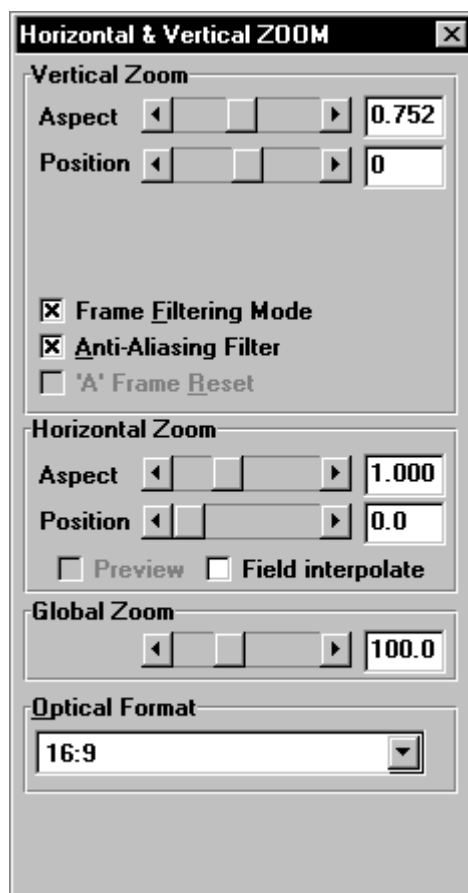 Horizontal & Vertical ZOOM
Vertical Zoom
Aspect 0.752
Position 0
Frame Filtering Mode
Anti-Aliasing Filter
'A' Frame Reset
Horizontal Zoom
Aspect 1.000
Position 0.0
Preview Field interpolate
Global Zoom
100.0
Optical Format
16:9